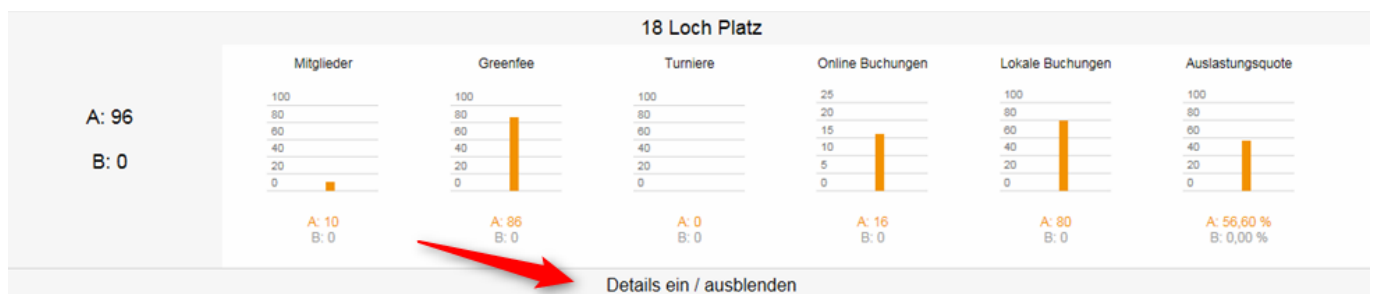 18 Loch Platz
A: 96
B: 0
Mitglieder
100
80
60
40
20
0
A: 10
B: 0
Greenfee
100
80
60
40
20
0
A: 86
B: 0
Turniere
100
80
60
40
20
0
A: 0
B: 0
Online Buchungen
25
20
15
10
5
0
A: 16
B: 0
Lokale Buchungen
100
80
60
40
20
0
A: 80
B: 0
Auslastungsquote
100
80
60
40
20
0
A: 56,60 %
B: 0,00 %
Details ein / ausblenden